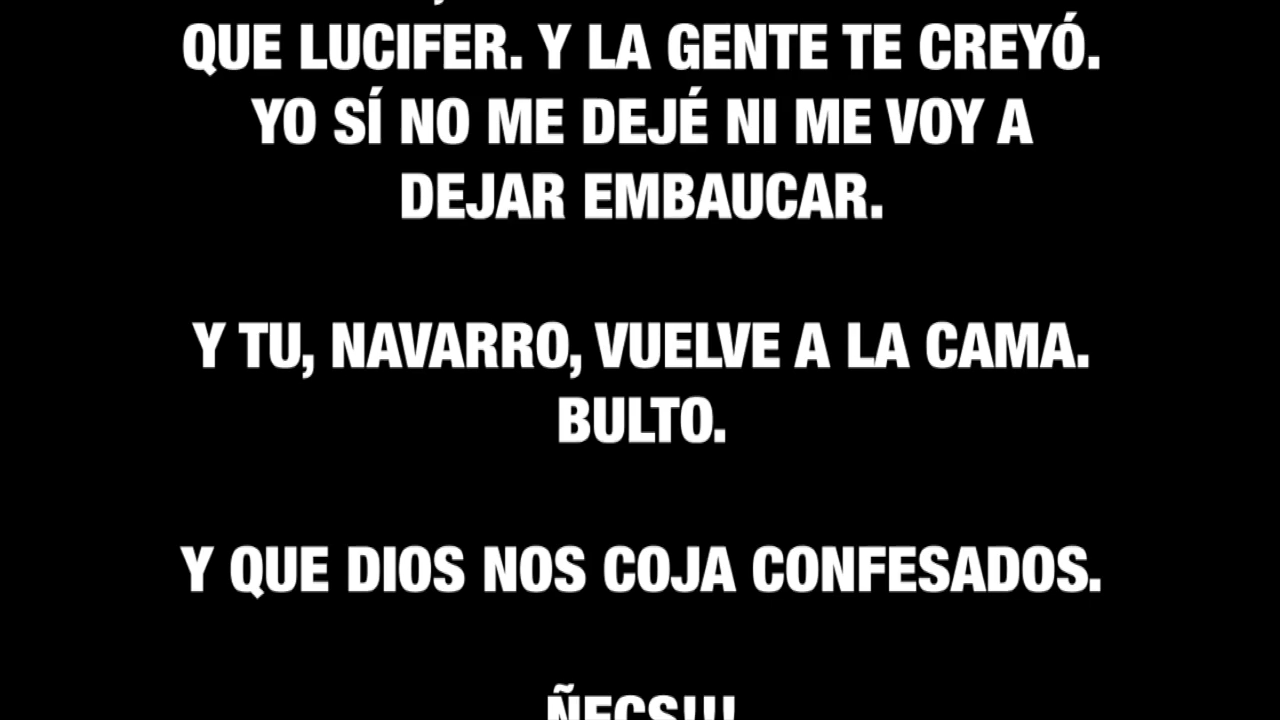 QUE LUCIFER. Y LA GENTE TE CREYÓ.
YO SÍ NO ME DEJÉ NI ME VOY A
DEJAR EMBAUCAR.
Y TU, NAVARRO, VUELVE A LA CAMA.
BULTO.
Y QUE DIOS NOS COJA CONFESADOS.
ÑECS!!!